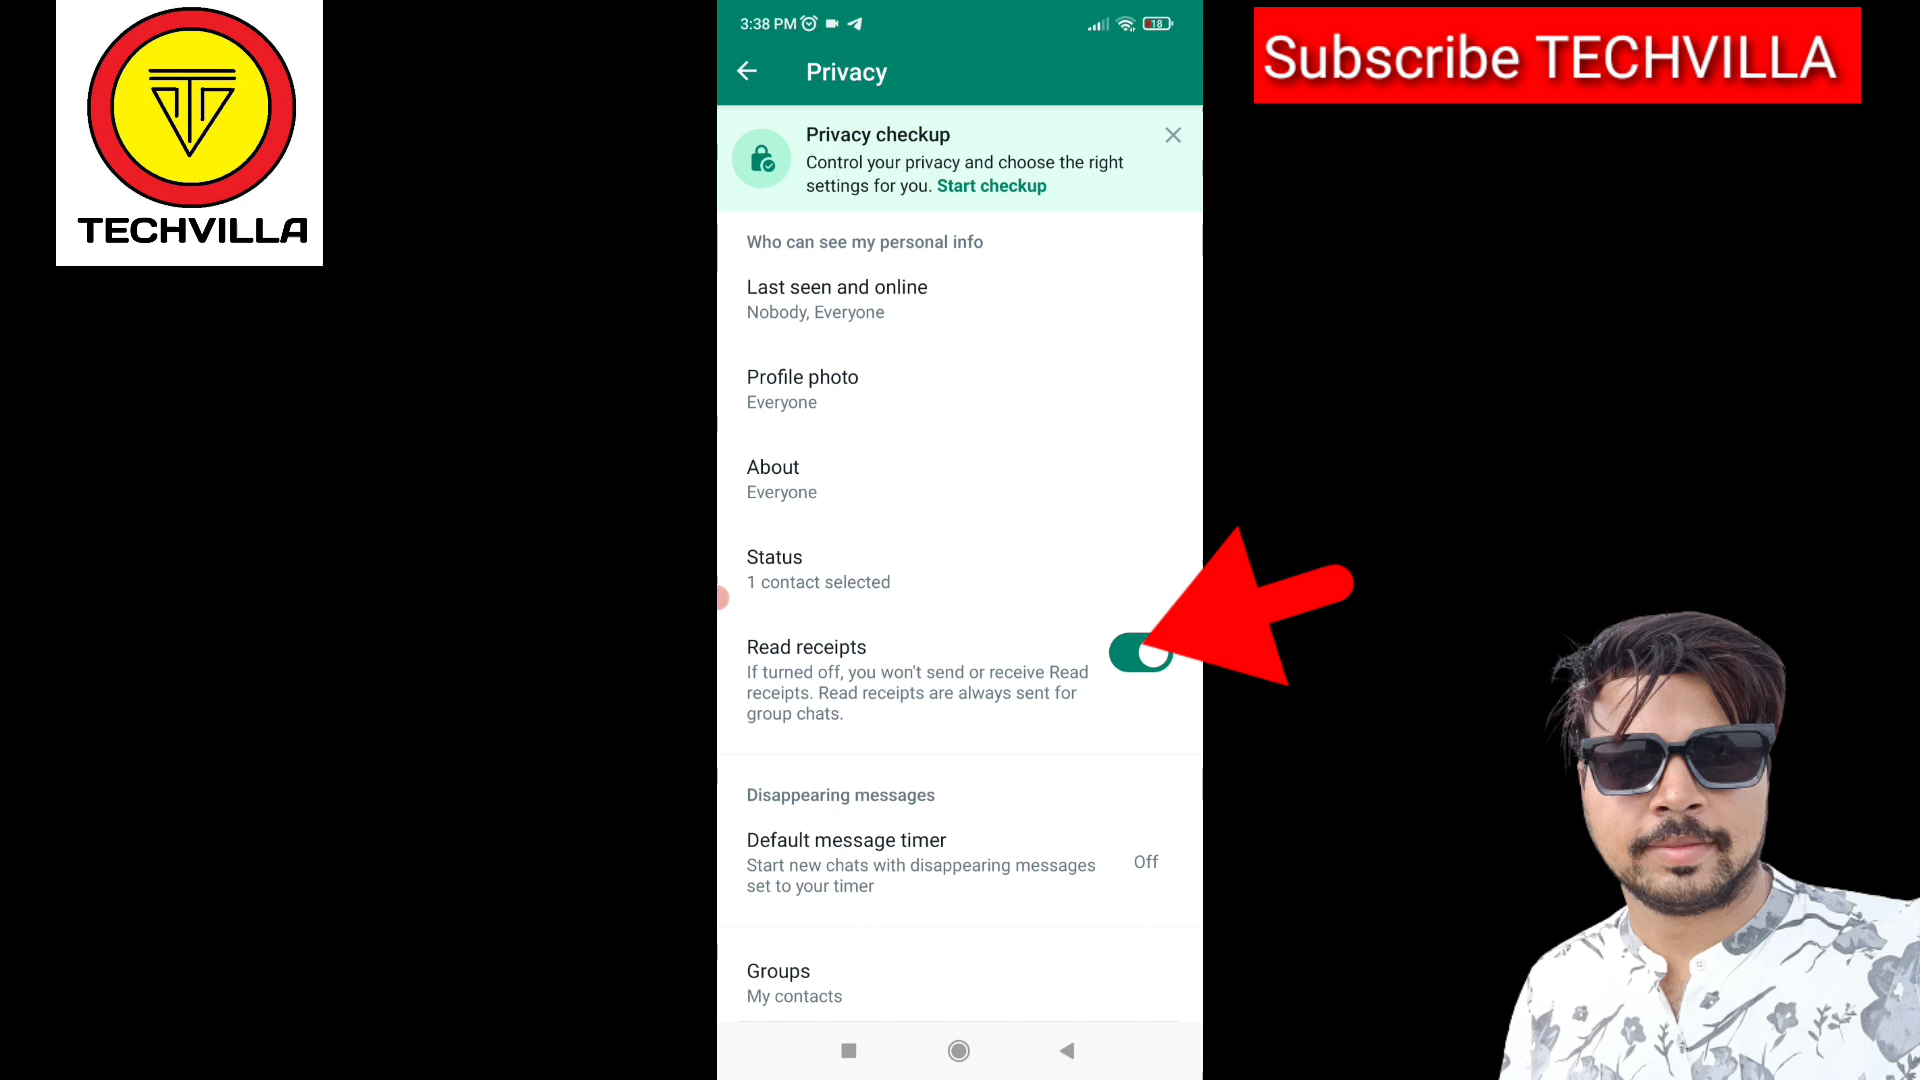 TECHVILLA
Subscribe TECHVILLA
3:38 PM
18
Privacy
Privacy checkup
Control your privacy and choose the right
settings for you. Start checkup
Who can see my personal info
Last seen and online
Nobody, Everyone
Profile photo
Everyone
About
Everyone
Status
1 contact selected
Read receipts
If turned off, you won't send or receive Read
receipts. Read receipts are always sent for
group chats.
Disappearing messages
Default message timer
Start new chats with disappearing messages
set to your timer
Off
Groups
My contacts